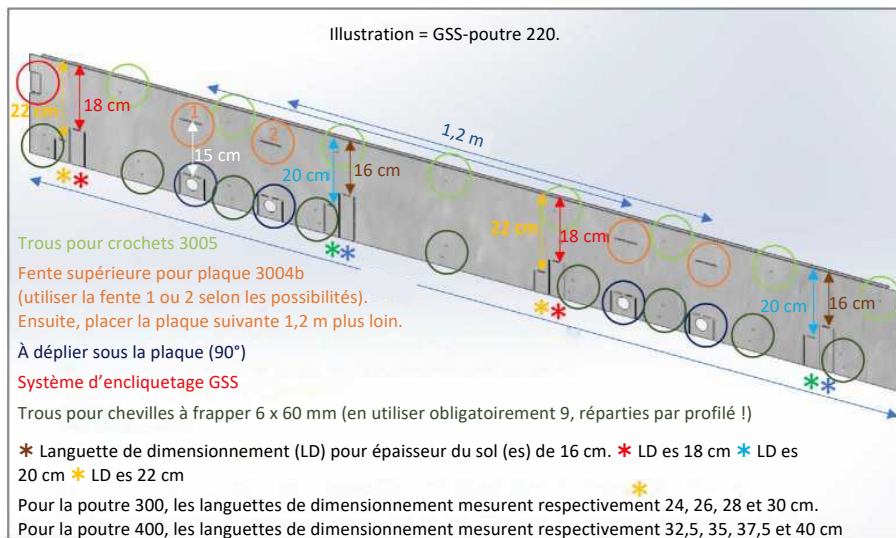 Illustration = GSS-poutre 220.
22 cm
18 cm
1
2
15 cm
1,2 m
20 cm
16 cm
22 cm
18 cm
20 cm
16 cm
Trous pour crochets 3005
Fente supérieure pour plaque 3004b
(utiliser la fente 1 ou 2 selon les possibilités).
Ensuite, placer la plaque suivante 1,2 m plus loin.
À déplier sous la plaque (90°)
Système d'encliquetage GSS
Trous pour chevilles à frapper 6 x 60 mm (en utiliser obligatoirement 9, réparties par profilé !)
* Languette de dimensionnement (LD) pour épaisseur du sol (es) de 16 cm. * LD es 18 cm * LD es
20 cm * LD es 22 cm
Pour la poutre 300, les languettes de dimensionnement mesurent respectivement 24, 26, 28 et 30 cm.
Pour la poutre 400, les languettes de dimensionnement mesurent respectivement 32,5, 35, 37,5 et 40 cm